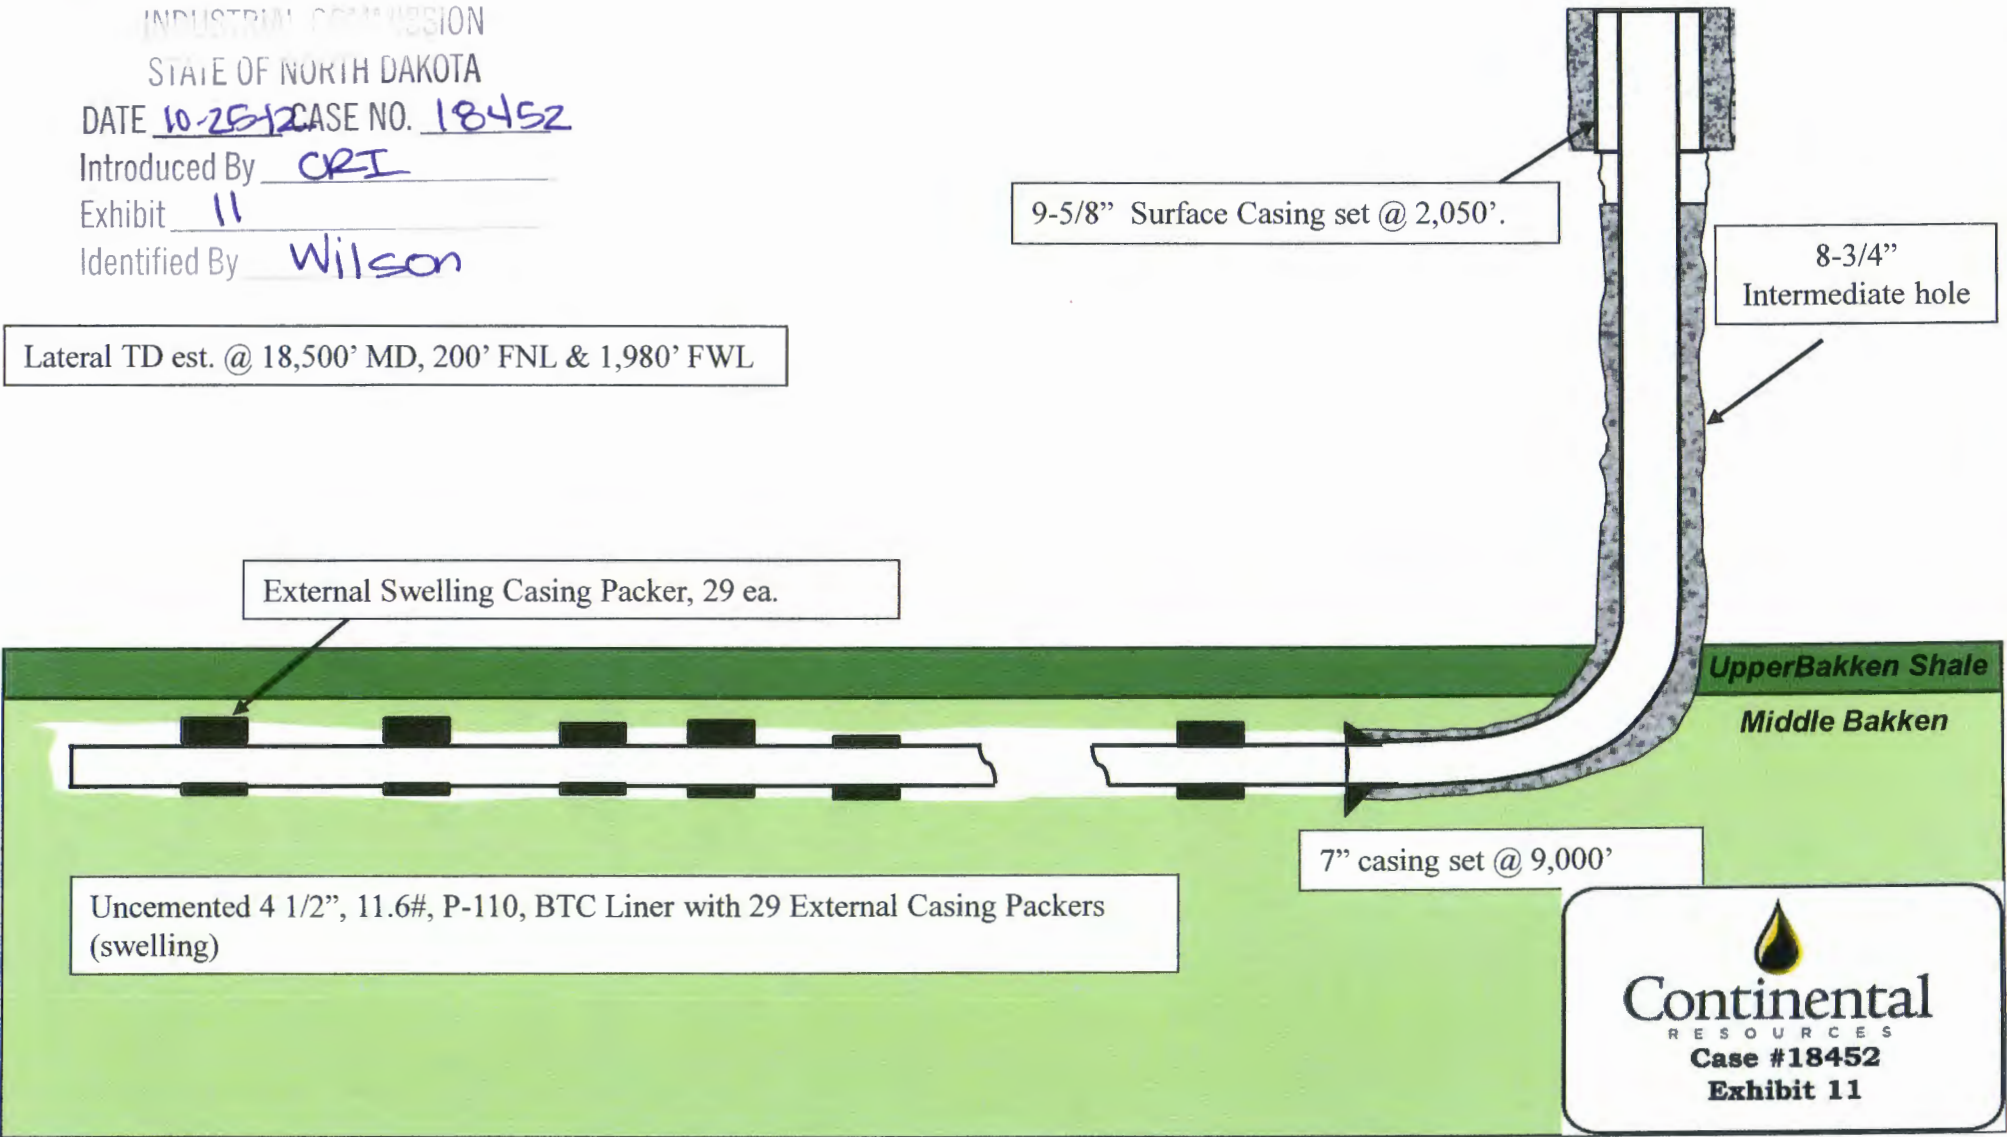 INDUSTRIAL COMMISSION
STATE OF NORTH DAKOTA
DATE 10-25-12 CASE NO. 18452
Introduced By CRI
Exhibit 11
Identified By Wilson
9-5/8” Surface Casing set @ 2,050’.
8-3/4”
Intermediate hole
Lateral TD est. @ 18,500’ MD, 200’ FNL & 1,980’ FWL
External Swelling Casing Packer, 29 ea.
UpperBakken Shale
Middle Bakken
7” casing set @ 9,000’
Uncemented 4 1/2”, 11.6#, P-110, BTC Liner with 29 External Casing Packers
(swelling)
Continental
RESOURCES
Case #18452
Exhibit 11